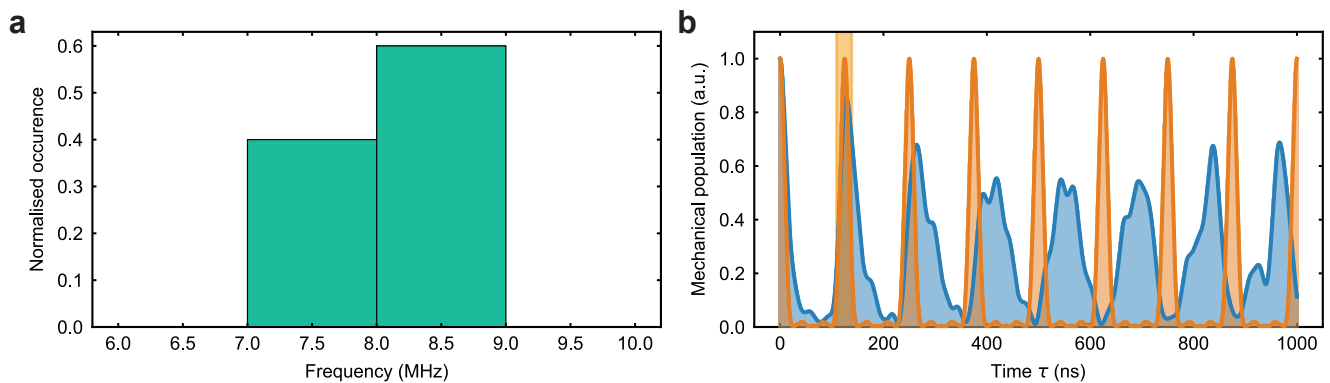 a
Normalised occurence
0.6
0.5
0.4
0.3
0.2
0.1
0.0
6.0 6.5 7.0 7.5 8.0 8.5 9.0 9.5 10.0
Frequency (MHz)
b
Mechanical population (a.u.)
1.0
0.8
0.6
0.4
0.2
0.0
0 200 400 600 800 1000
Time τ (ns)